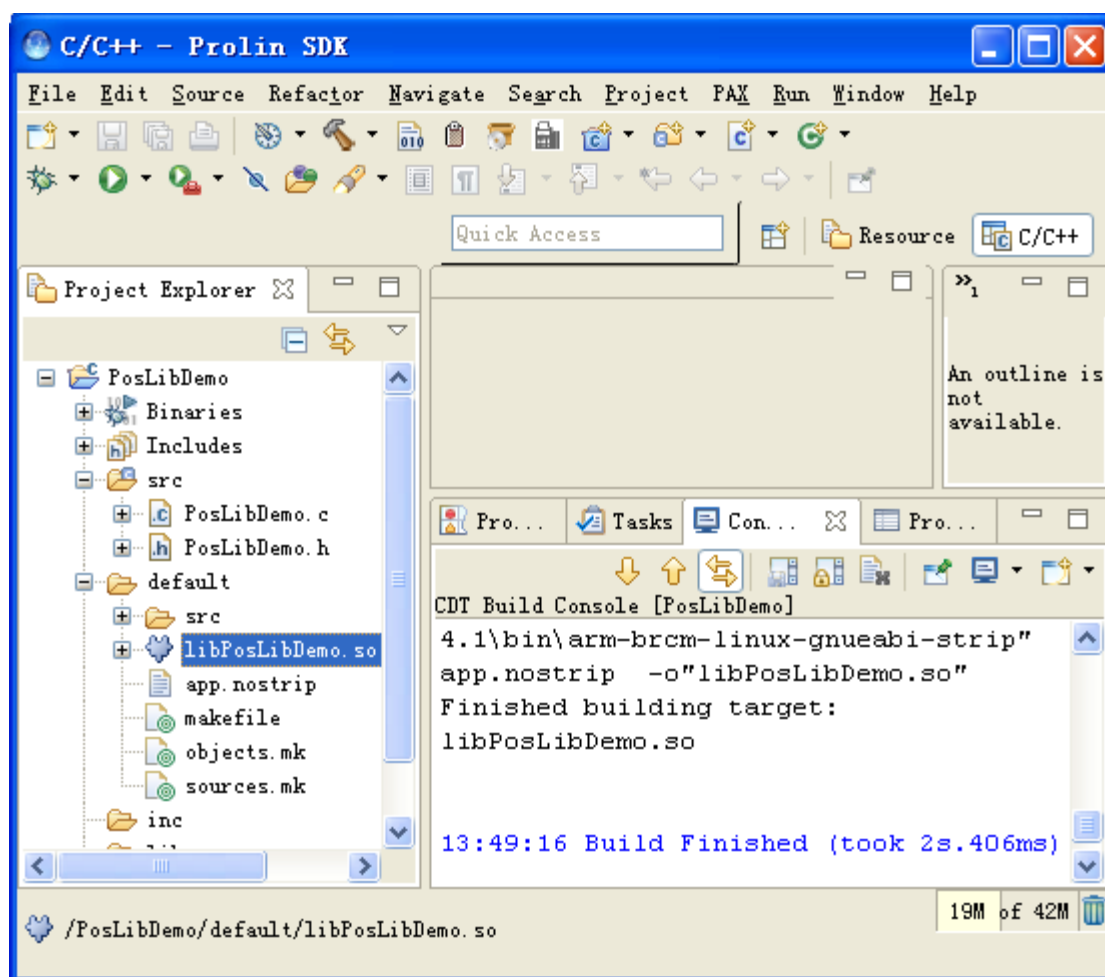 C/C++ - Prolin SDK
File Edit Source Refactor Navigate Search Project PAX Run Window Help
Quick Access
Resource
C/C++
Project Explorer
»1
PosLibDemo
Binaries
Includes
src
PosLibDemo.c
PosLibDemo.h
default
src
libPosLibDemo.so
app.nostrip
makefile
objects.mk
sources.mk
inc
An outline is
not
available.
Pro... Tasks Con... Pro...
CDT Build Console [PosLibDemo]
4.1\bin\arm-brcm-linux-gnueabi-strip"
app.nostrip -o"libPosLibDemo.so"
Finished building target:
libPosLibDemo.so
13:49:16 Build Finished (took 2s.406ms)
/PosLibDemo/default/libPosLibDemo.so
19M of 42M